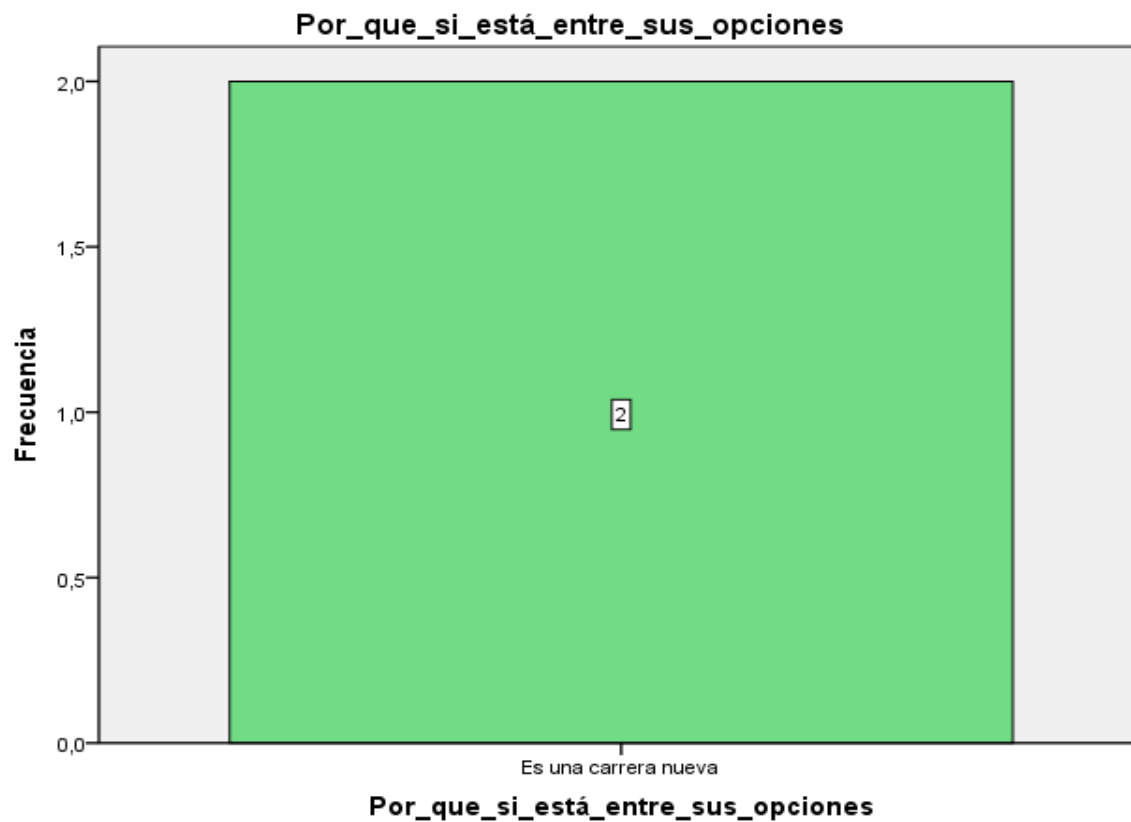 Por_que_si_está_entre_sus_opciones
2,0
1,5
1,0
0,5
0,0
Frecuencia
2
Es una carrera nueva
Por_que_si_está_entre_sus_opciones